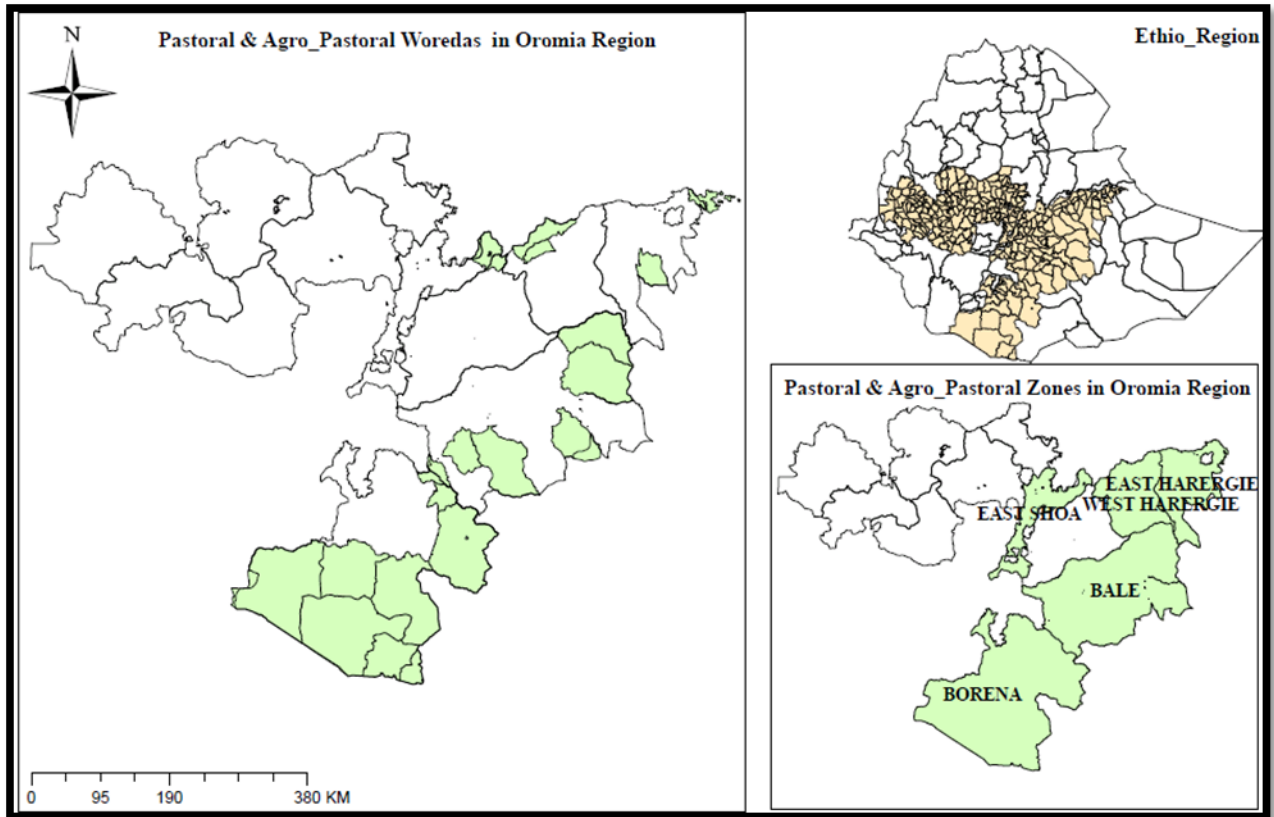 N
Pastoral & Agro_Pastoral Woredas in Oromia Region
0 95 190 380 KM
Ethio_Region
Pastoral & Agro_Pastoral Zones in Oromia Region
EAST HARERGIE
WEST HARERGIE
EAST SHOA
BALE
BORENA